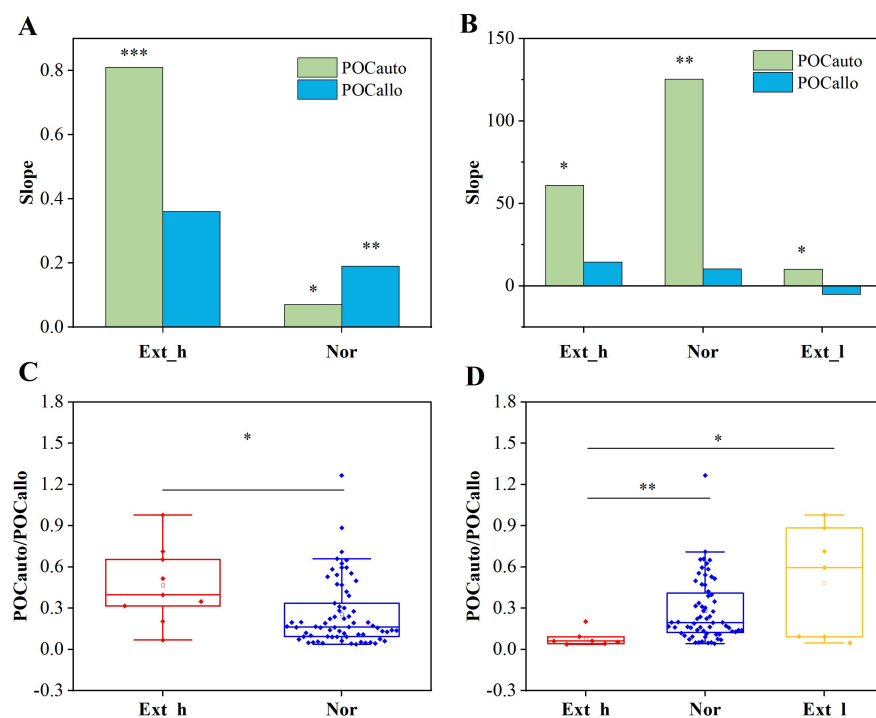 A
0.8
0.6
0.4
0.2
0.0
Slope
***
*
**
POCauto
POCallo
Ext_h
Nor
B
150
100
50
0
Slope
*
**
*
POCauto
POCallo
Ext_h
Nor
Ext_l
C
1.8
1.5
1.2
0.9
0.6
0.3
0.0
-0.3
POCauto/POCallo
*
Ext_h
Nor
D
1.8
1.5
1.2
0.9
0.6
0.3
0.0
-0.3
POCauto/POCallo
*
**
Ext_h
Nor
Ext_l